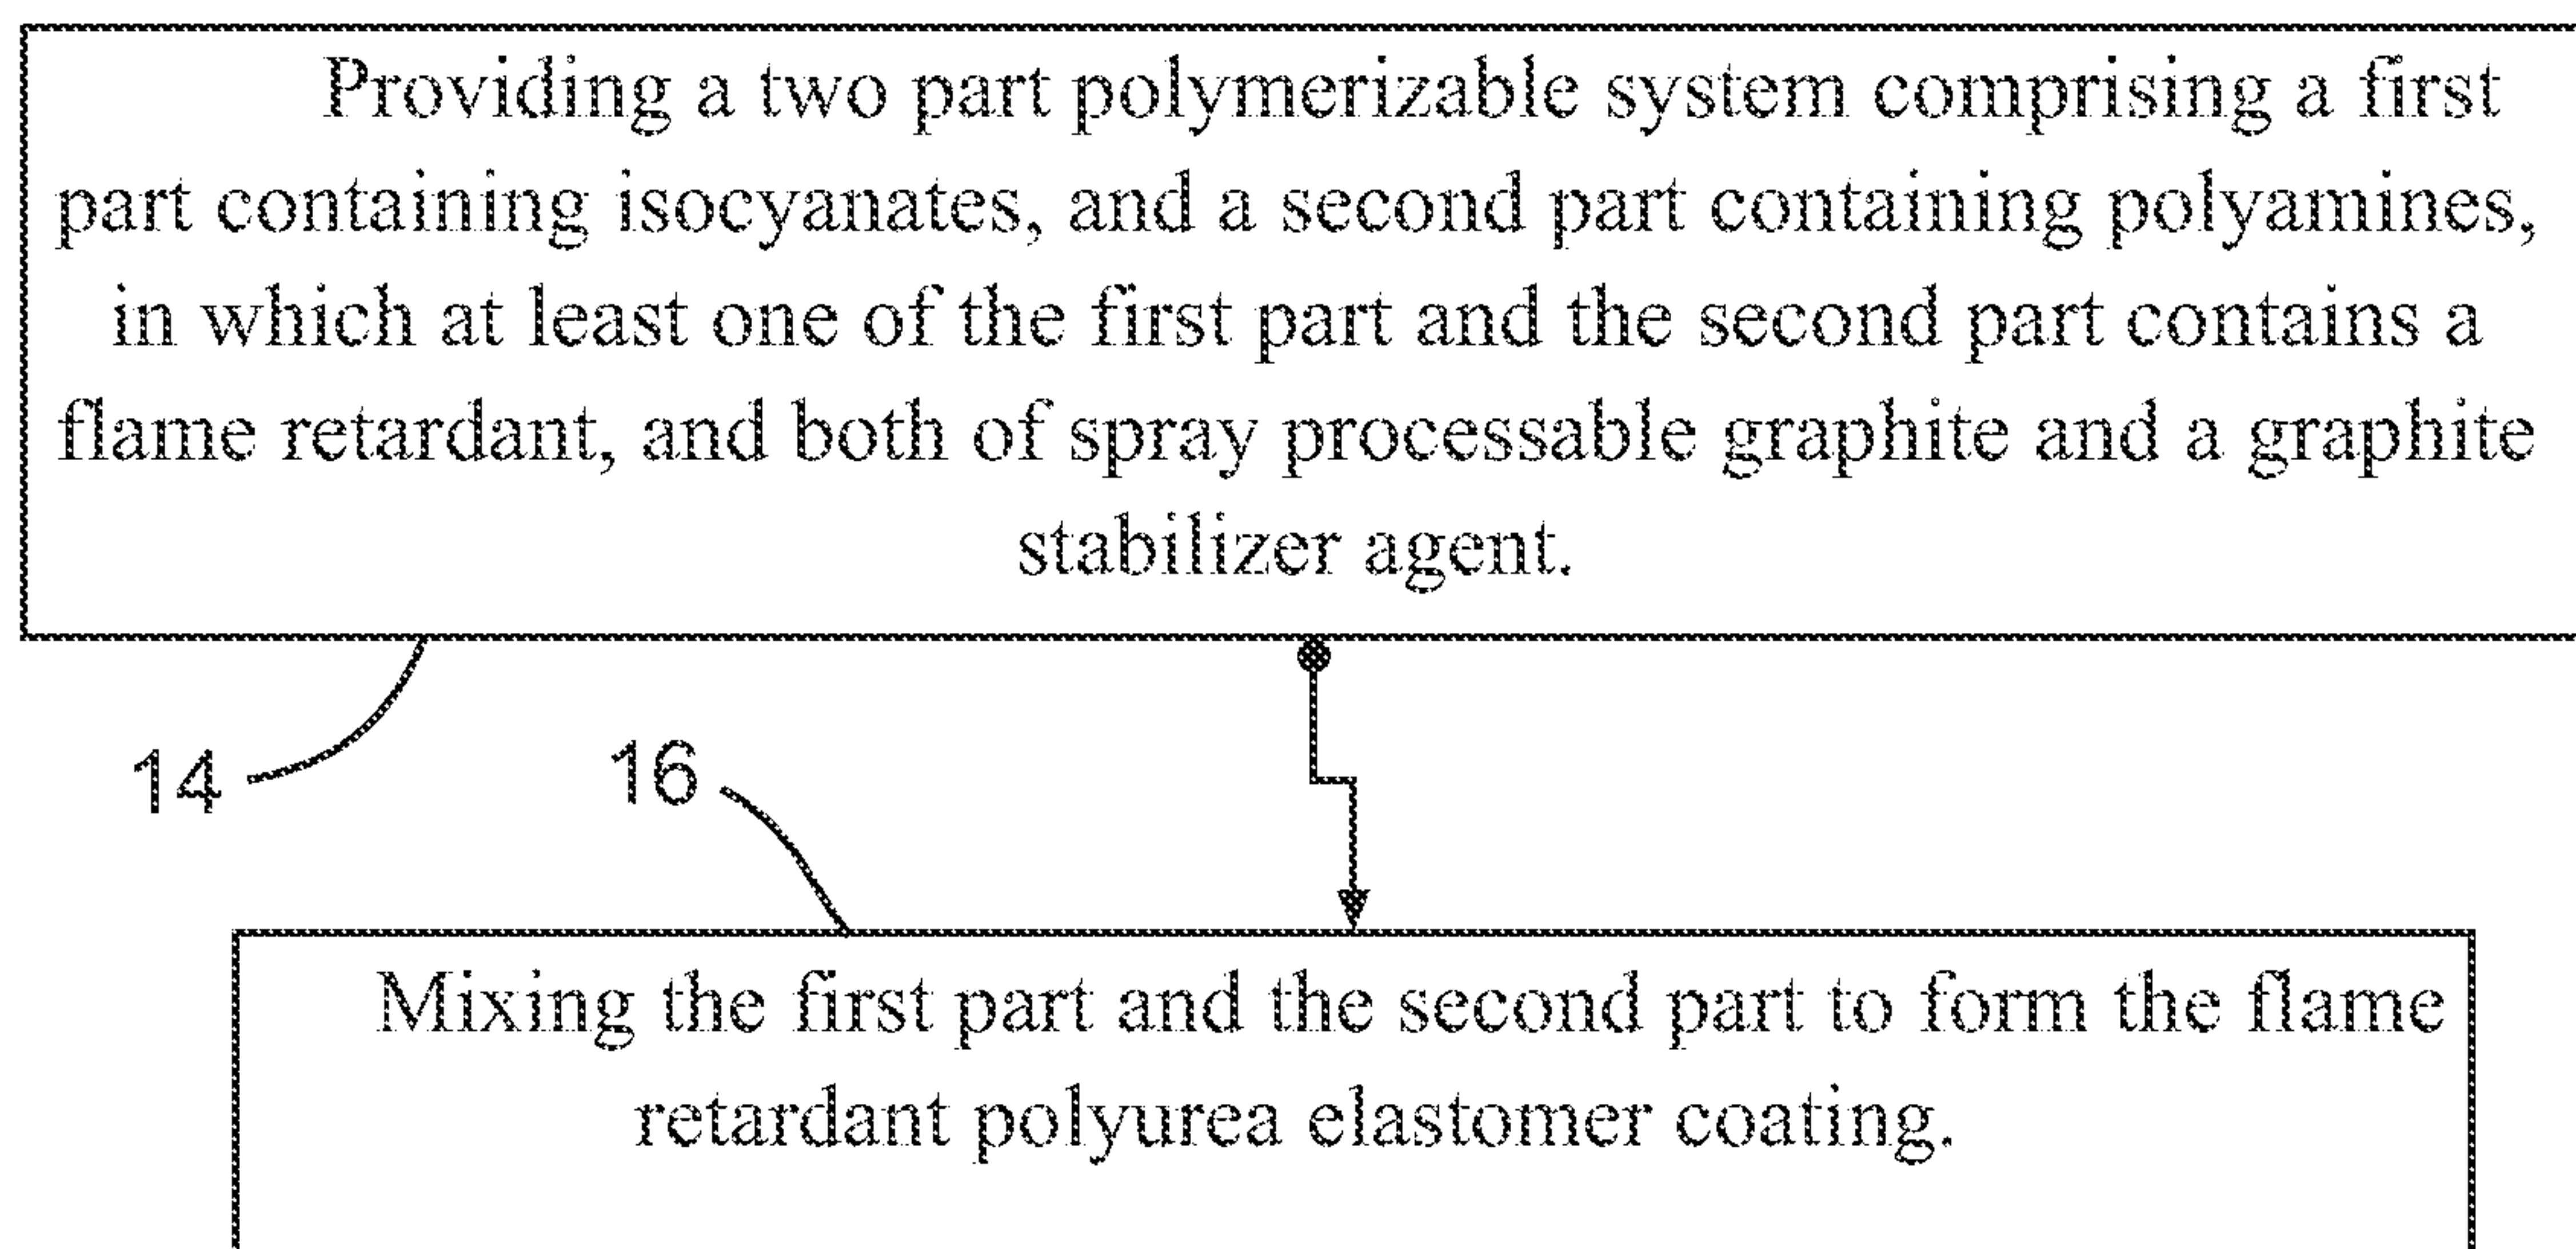 Providing a two part polymerizable system comprising a first
part containing isocyanates, and a second part containing polyamines,
in which at least one of the first part and the second part contains a
flame retardant, and both of spray processable graphite and a graphite
stabilizer agent.
14
16
Mixing the first part and the second part to form the flame
retardant polyurea elastomer coating.